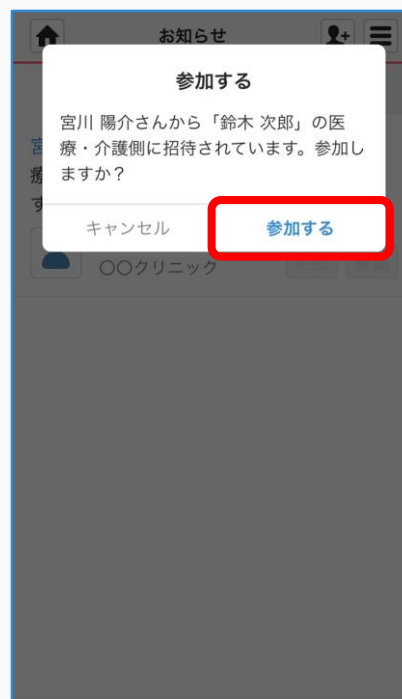 お知らせ
参加する
宮川 陽介さんから「鈴木 次郎」の医
療・介護側に招待されています。参加し
ますか？
キャンセル
参加する
宮
療
す
〇〇クリニック